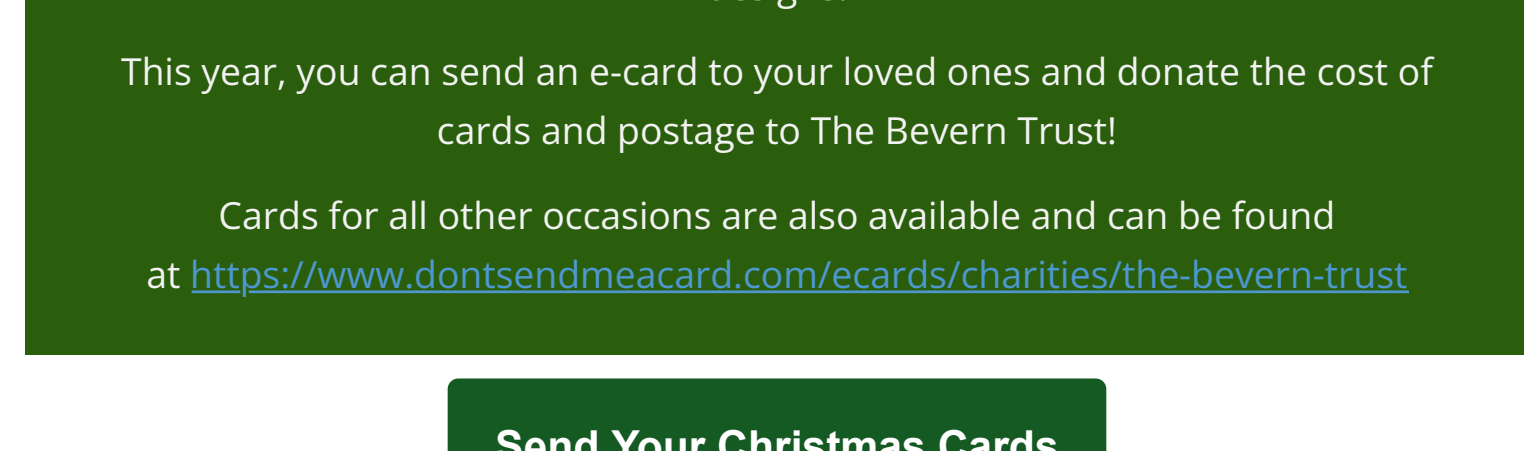 This year, you can send an e-card to your loved ones and donate the cost of
cards and postage to The Bevern Trust!
Cards for all other occasions are also available and can be found
at https://www.dontsendmeacard.com/ecards/charities/the-bevern-trust
Send Your Christmas Cards